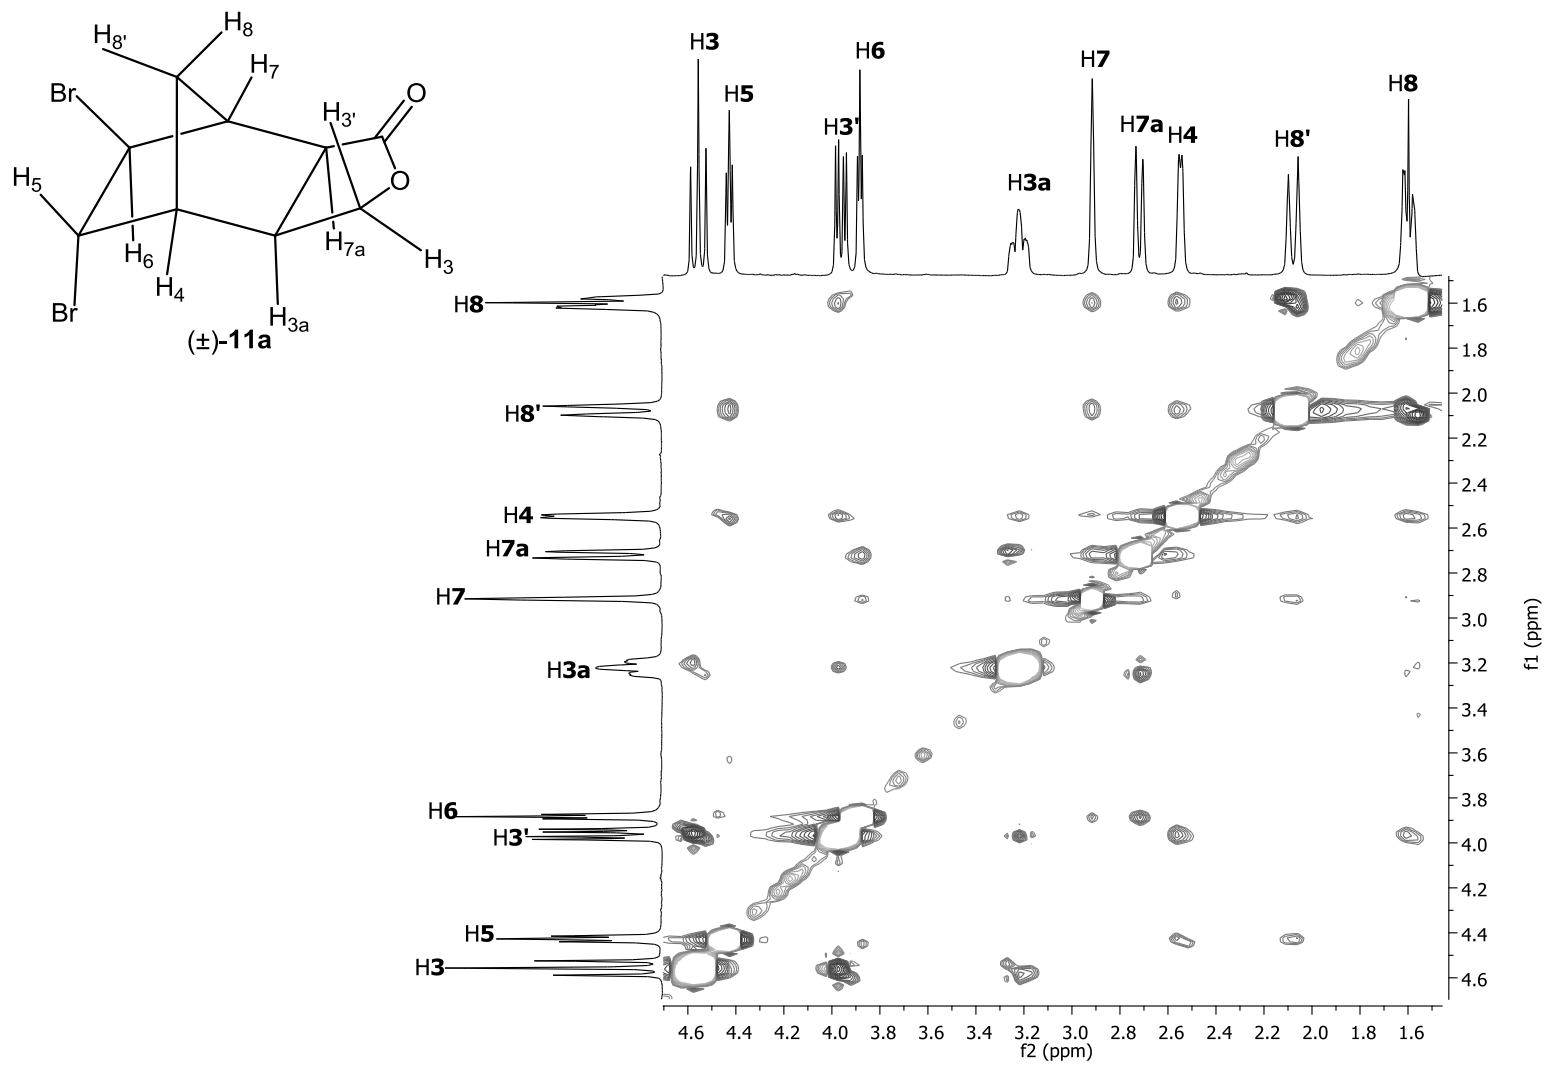 H8' H8
H7
Br
O
H3'
O
H5
H7a
H6
H3
H4
Br
H3a
(±)-11a
H3
H5
H3'
H6
H3a
H7
H7a
H4
H8'
H8
H8
H8'
H4
H7a
H7
H3a
H6
H3'
H5
H3
1.6
1.8
2.0
2.2
2.4
2.6
2.8
3.0
3.2
3.4
3.6
3.8
4.0
4.2
4.4
4.6
f1 (ppm)
4.6 4.4 4.2 4.0 3.8 3.6 3.4 3.2 3.0 2.8 2.6 2.4 2.2 2.0 1.8 1.6
f2 (ppm)